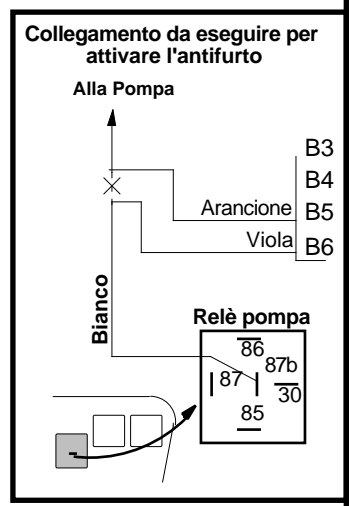 Collegamento da eseguire per
attivare l'antifurto
Alla Pompa
B3
B4
Arancione B5
Viola B6
Bianco
Relè pompa
86
87 87b
30
85